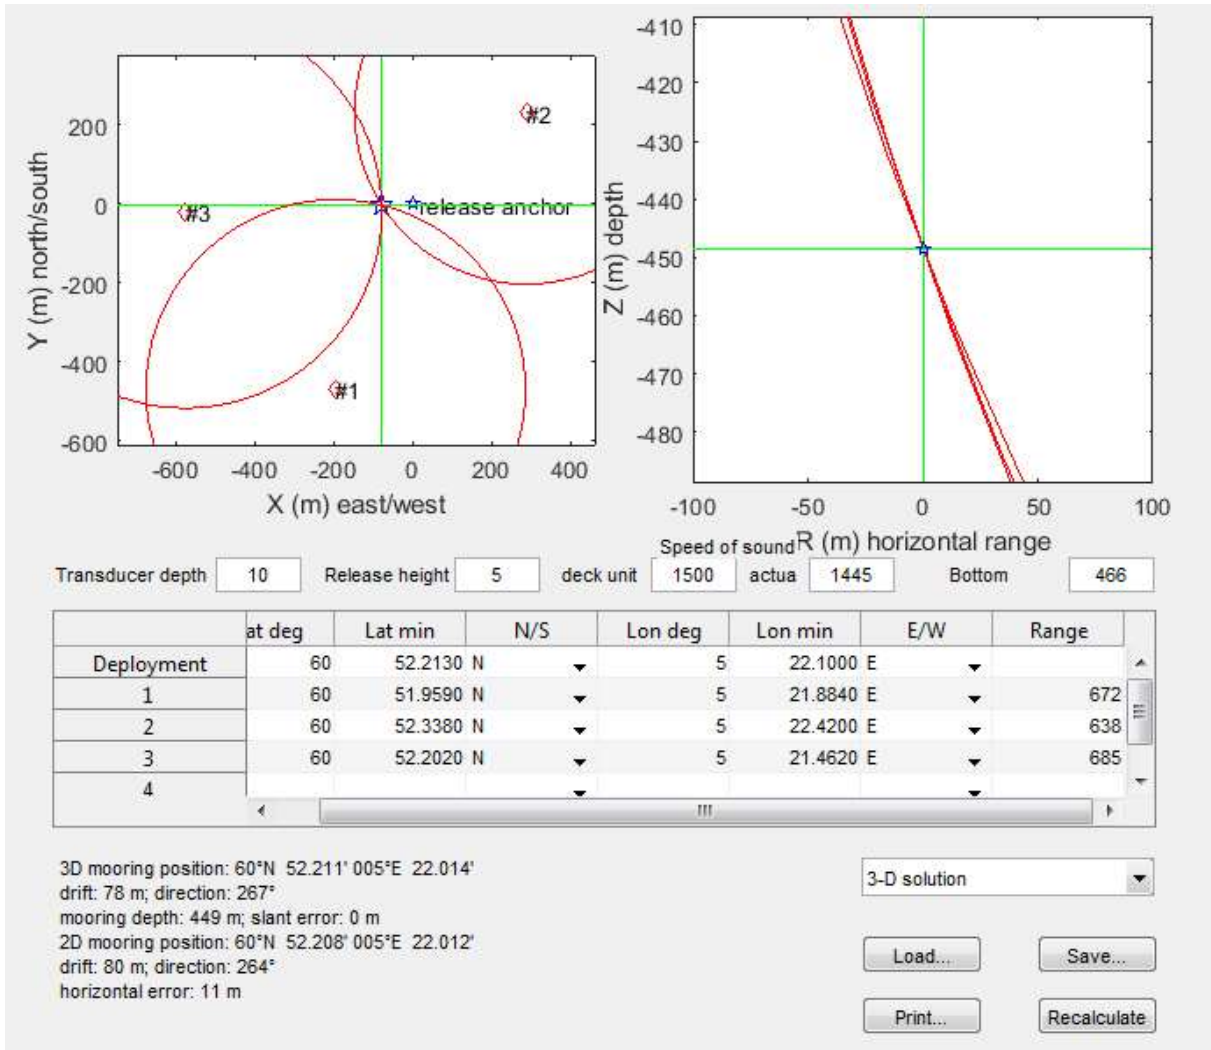 -410
-420
-430
-440
-450
-460
-470
-480
Z (m) depth
-100 -50 0 50 100
R (m) horizontal range
200
0
-200
-400
-600
Y (m) north/south
#2
#3
release anchor
#1
-600 -400 -200 0 200 400
X (m) east/west
Speed of sound
Transducer depth 10 Release height 5 deck unit 1500 actua 1445 Bottom 466
at deg Lat min N/S Lon deg Lon min E/W Range
Deployment 60 52.2130 N 5 22.1000 E
1 60 51.9590 N 5 21.8840 E 672
2 60 52.3380 N 5 22.4200 E 638
3 60 52.2020 N 5 21.4620 E 685
4
3D mooring position: 60°N 52.211' 005°E 22.014'
drift: 78 m; direction: 267°
mooring depth: 449 m; slant error: 0 m
2D mooring position: 60°N 52.208' 005°E 22.012'
drift: 80 m; direction: 264°
horizontal error: 11 m
3-D solution
Load... Save...
Print... Recalculate